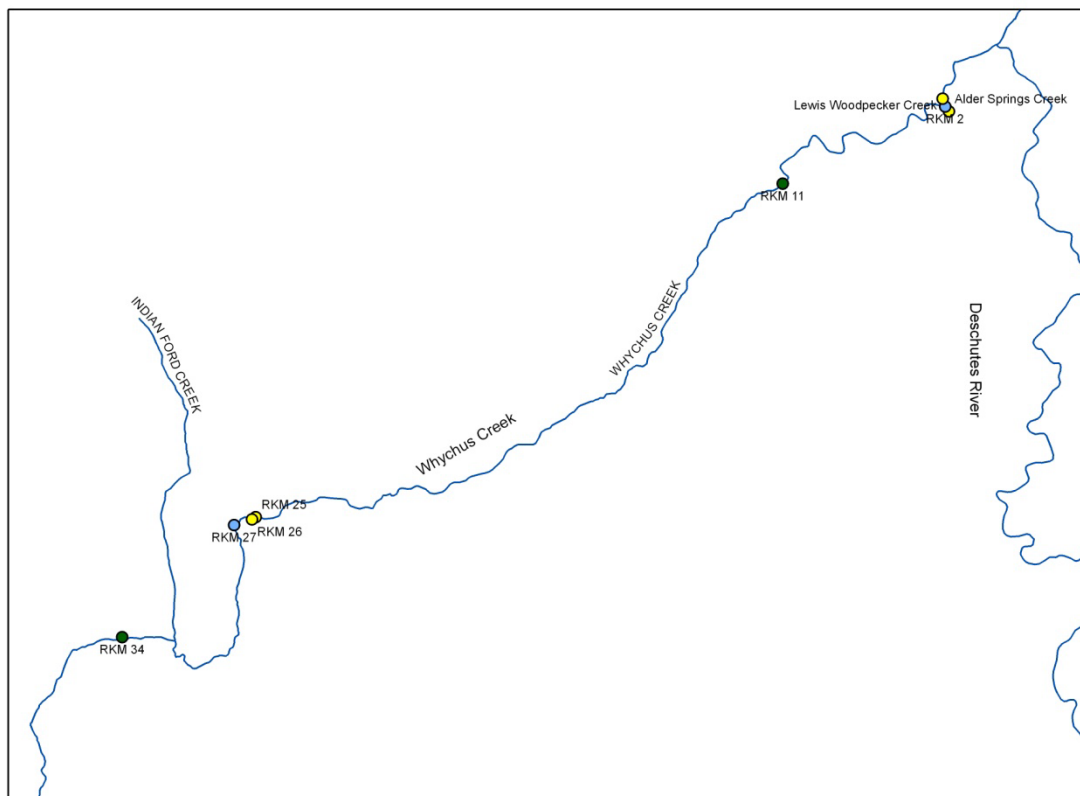 Lewis Woodpecker Creek
Alder Springs Creek
RKM 2
RKM 11
INDIAN FORD CREEK
WHYCHUS CREEK
Deschutes River
Whychus Creek
RKM 25
RKM 27
RKM 26
RKM 34